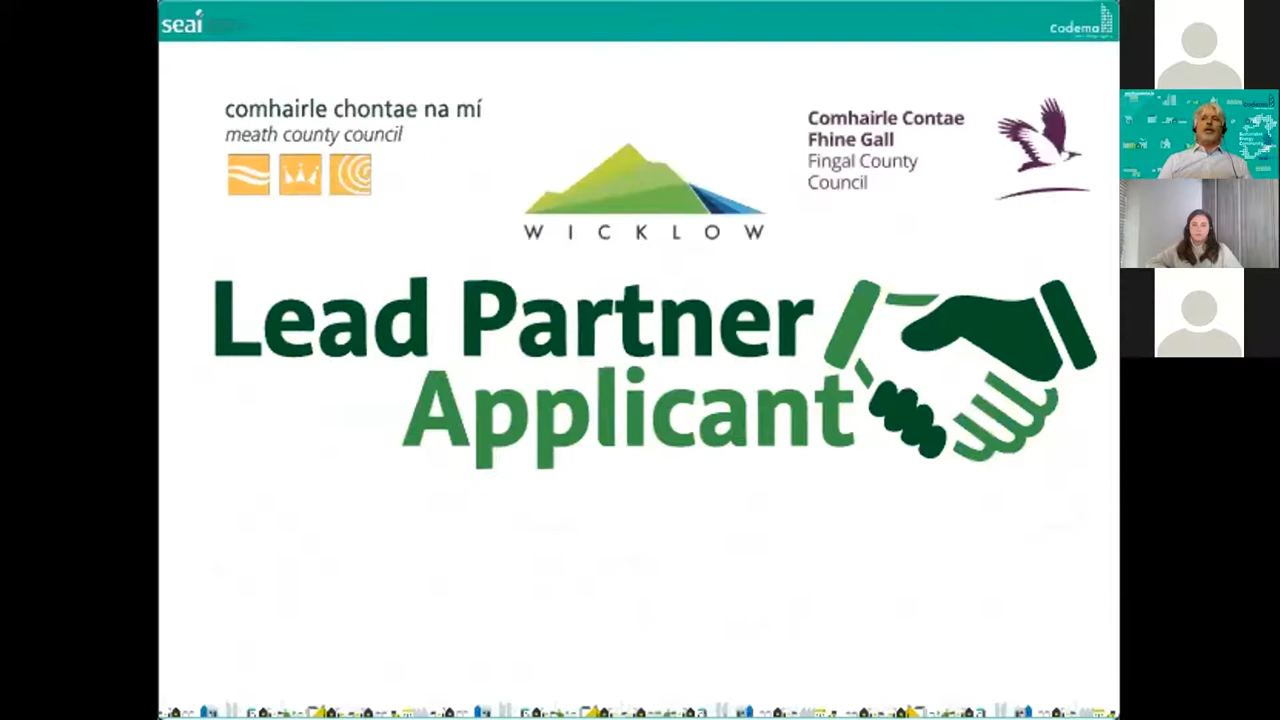 seai
Codema
comhairle chontae na mí
meath county council
WICKLOW
Comhairle Contae
Fhine Gall
Fingal County
Council
Lead Partner
Applicant